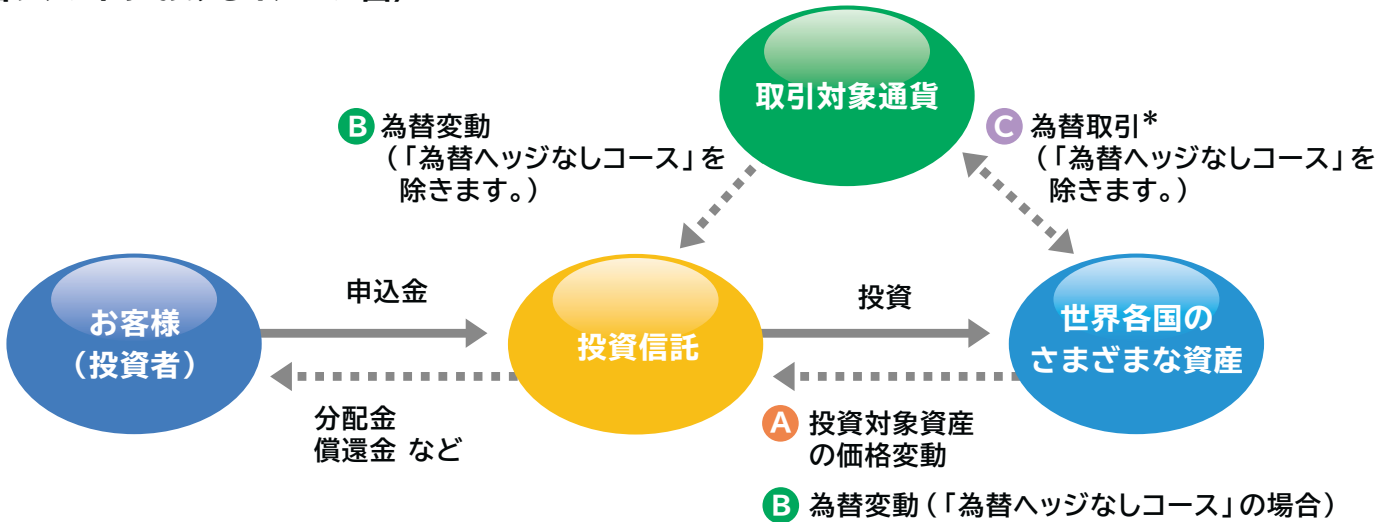 取引対象通貨
B 為替変動
（「為替ヘッジなしコース」を
除きます。）
C 為替取引*
（「為替ヘッジなしコース」を
除きます。）
お客様
（投資者）
申込金
投資信託
投資
世界各国の
さまざまな資産
分配金
償還金 など
A 投資対象資産
の価格変動
B 為替変動（「為替ヘッジなしコース」の場合）